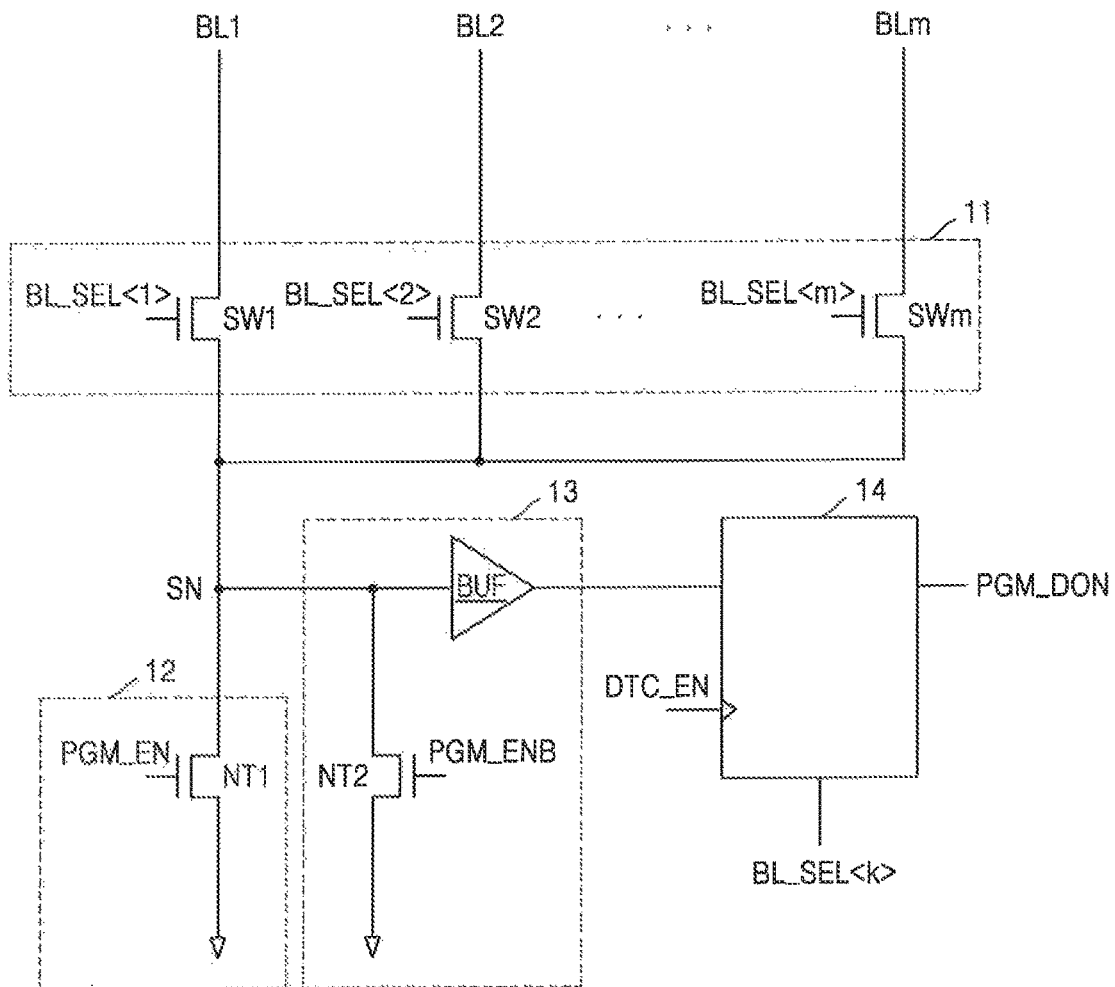 BL1 BL2 · · · BLm
11
BL_SEL<1> BL_SEL<2> BL_SEL<m>
SW1 SW2 · · · SWm
13 14
SN BUF PGM_DON
12 DTC_EN
PGM_EN NT1 NT2 PGM_ENB
BL_SEL<k>